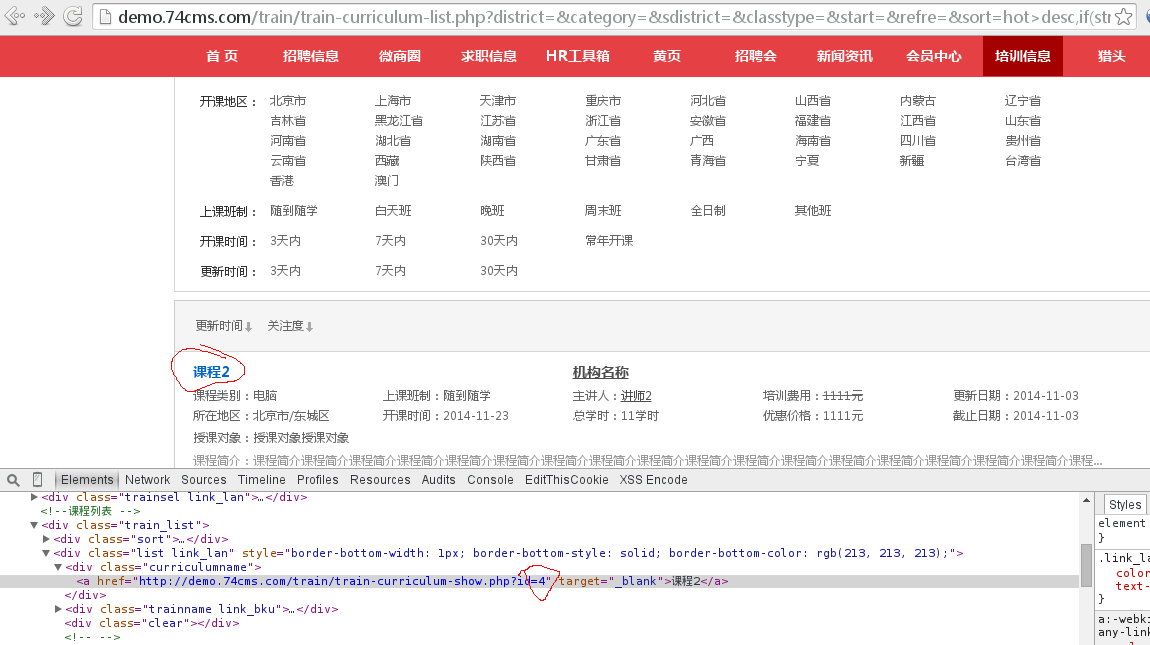 demo.74cms.com/train/train-curriculum-list.php?district=&category=&sdistrict=&classtype=&start=&refre=&sort=hot>desc,if(str
首 页 招聘信息 微商圈 求职信息 HR工具箱 黄页 招聘会 新闻资讯 会员中心 培训信息 猎头
开课地区： 北京市 上海市 天津市 重庆市 河北省 山西省 内蒙古 辽宁省
吉林省 黑龙江省 江苏省 浙江省 安徽省 福建省 江西省 山东省
河南省 湖北省 湖南省 广东省 广西 海南省 四川省 贵州省
云南省 西藏 陕西省 甘肃省 青海省 宁夏 新疆 台湾省
香港 澳门
上课班制： 随到随学 白天班 晚班 周末班 全日制 其他班
开课时间： 3天内 7天内 30天内 常年开课
更新时间： 3天内 7天内 30天内
更新时间↓ 关注度↓
课程2 机构名称
课程类别：电脑 上课班制：随到随学 主讲人：讲师2 培训费用：1111元 更新日期：2014-11-03
所在地区：北京市/东城区 开课时间：2014-11-23 总学时：11学时 优惠价格：1111元 截止日期：2014-11-03
授课对象：授课对象授课对象
课程简介：课程简介课程简介课程简介课程简介课程简介课程简介课程简介课程简介课程简介课程简介课程简介课程简介课程简介课程简介课程简介课程简介课程简介课程...
Elements Network Sources Timeline Profiles Resources Audits Console EditThisCookie XSS Encode
▶<div class="trainsel link_lan">…</div>
<!--课程列表 -->
▼<div class="train_list">
▶<div class="sort">…</div>
▼<div class="list link_lan" style="border-bottom-width: 1px; border-bottom-style: solid; border-bottom-color: rgb(213, 213, 213);">
▼<div class="curriculumname">
<a href="http://demo.74cms.com/train/train-curriculum-show.php?id=4" target="_blank">课程2</a>
</div>
▶<div class="trainname link_bku">…</div>
<div class="clear"></div>
<!-- -->
Styles
element
}
.link_la
color
text-
}
a:-webki
any-link